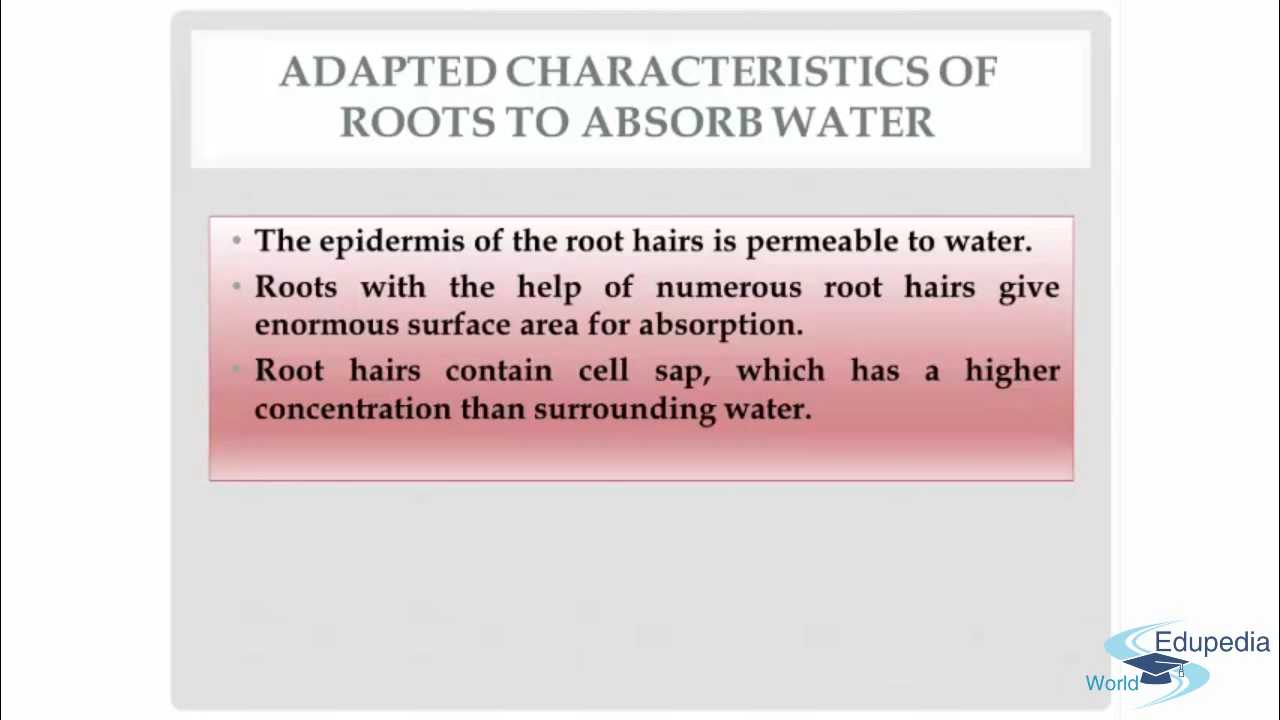 ADAPTED CHARACTERISTICS OF
ROOTS TO ABSORB WATER
• The epidermis of the root hairs is permeable to water.
• Roots with the help of numerous root hairs give
enormous surface area for absorption.
• Root hairs contain cell sap, which has a higher
concentration than surrounding water.
Edupedia
World